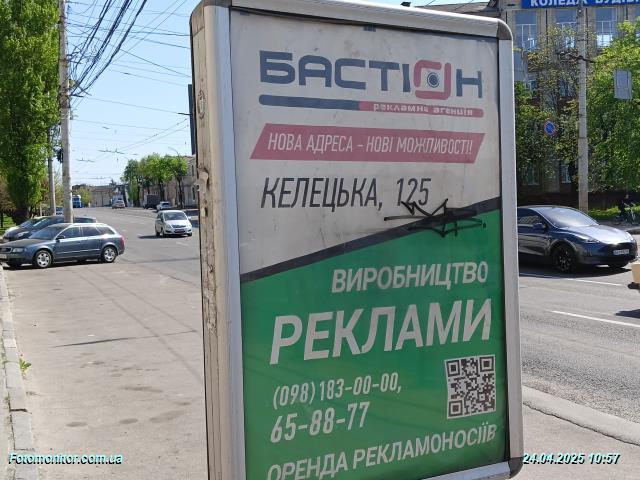 КОЛЕДЖ БУДІВ
БАСТІОН
рекламна агенція
НОВА АДРЕСА - НОВІ МОЖЛИВОСТІ!
КЕЛЕЦЬКА, 125
ВИРОБНИЦТВО
РЕКЛАМИ
(098) 183-00-00,
65-88-77
ОРЕНДА РЕКЛАМОНОСІЇВ
Fotomonitor.com.ua
24.04.2025 10:57